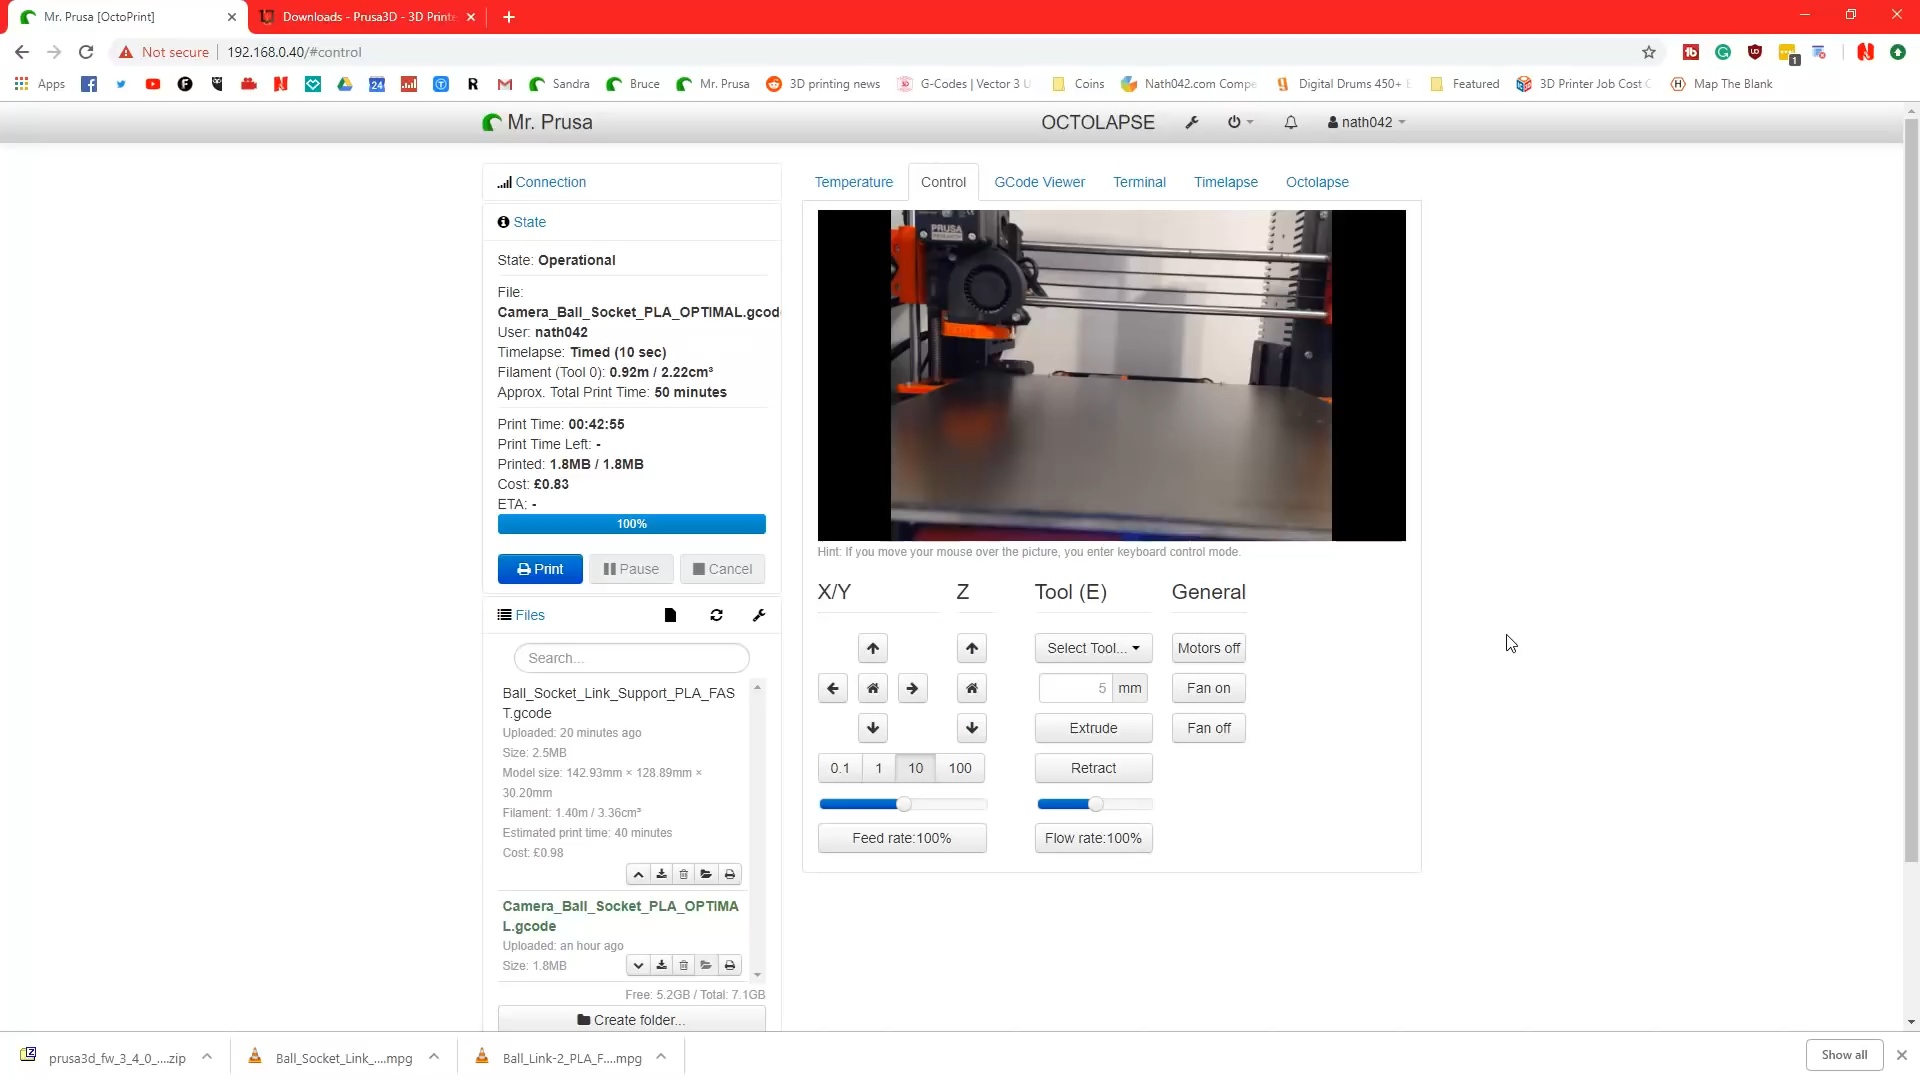 Mr. Prusa [OctoPrint]
Downloads - Prusa3D - 3D Printe
Not secure
192.168.0.40/#control
1
Apps
24
Sandra
Bruce
Mr. Prusa
3D printing news
G-Codes | Vector 3 U
Coins
Nath042.com Compe
Digital Drums 450+ E
Featured
3D Printer Job Cost C
Map The Blank
Mr. Prusa
OCTOLAPSE
nath042
Connection
State
State: Operational
File:
Camera_Ball_Socket_PLA_OPTIMAL.gcod
User: nath042
Timelapse: Timed (10 sec)
Filament (Tool 0): 0.92m / 2.22cm³
Approx. Total Print Time: 50 minutes
Print Time: 00:42:55
Print Time Left: -
Printed: 1.8MB / 1.8MB
Cost: £0.83
ETA: -
100%
Print
Pause
Cancel
Files
Search...
Ball_Socket_Link_Support_PLA_FAS
T.gcode
Uploaded: 20 minutes ago
Size: 2.5MB
Model size: 142.93mm × 128.89mm ×
30.20mm
Filament: 1.40m / 3.36cm³
Estimated print time: 40 minutes
Cost: £0.98
Camera_Ball_Socket_PLA_OPTIMA
L.gcode
Uploaded: an hour ago
Size: 1.8MB
Free: 5.2GB / Total: 7.1GB
Create folder...
Temperature
Control
GCode Viewer
Terminal
Timelapse
Octolapse
PRUSA
Hint: If you move your mouse over the picture, you enter keyboard control mode.
X/Y
Z
Tool (E)
General
Select Tool...
Motors off
5 mm
Fan on
Extrude
Fan off
0.1
1
10
100
Retract
Feed rate:100%
Flow rate:100%
prusa3d_fw_3_4_0_....zip
Ball_Socket_Link_....mpg
Ball_Link-2_PLA_F....mpg
Show all